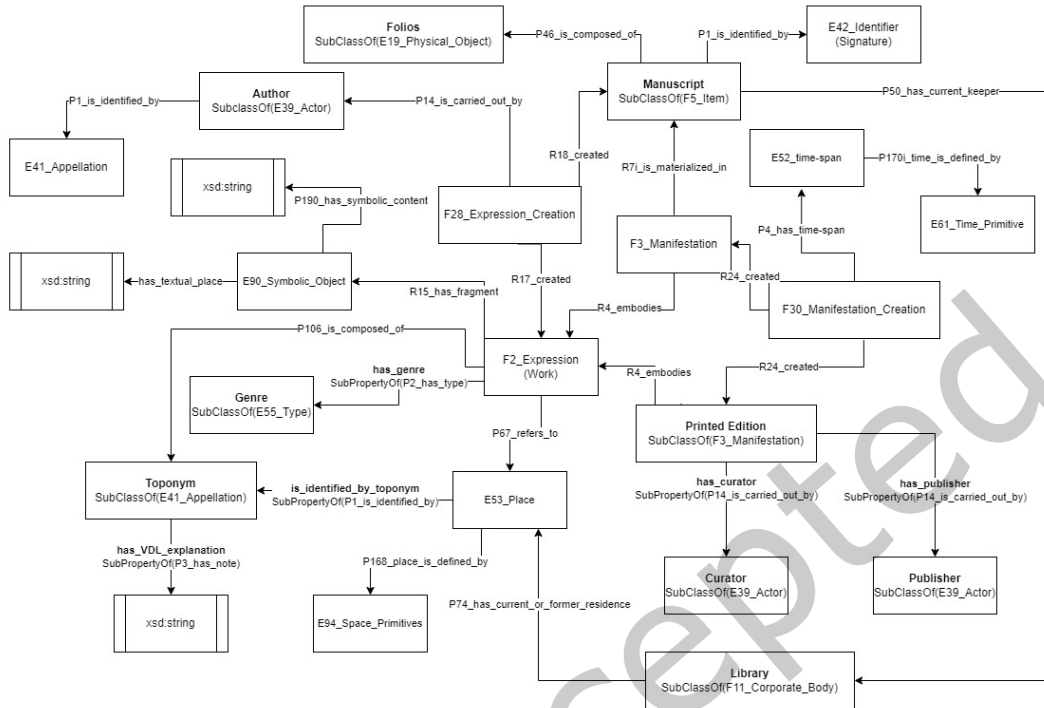 Folios
SubClassOf(E19_Physical_Object)
P46_is_composed_of
P1_is_identified_by
E42_Identifier
(Signature)
Author
SubclassOf(E39_Actor)
P1_is_identified_by
P14_is_carried_out_by
Manuscript
SubClassOf(F5_Item)
P50_has_current_keeper
E41_Appellation
R18_created
R7i_is_materialized_in
E52_time-span
P170i_time_is_defined_by
xsd:string
P190_has_symbolic_content
F28_Expression_Creation
F3_Manifestation
P4_has_time-span
E61_Time_Primitive
xsd:string
has_textual_place
E90_Symbolic_Object
R15_has_fragment
R17_created
R24_created
R4_embodies
F30_Manifestation_Creation
P106_is_composed_of
F2_Expression
(Work)
has_genre
SubPropertyOf(P2_has_type)
R4_embodies
R24_created
Genre
SubClassOf(E55_Type)
P67_refers_to
Printed Edition
SubClassOf(F3_Manifestation)
Toponym
SubClassOf(E41_Appellation)
is_identified_by_toponym
SubPropertyOf(P1_is_identified_by)
E53_Place
has_curator
SubPropertyOf(P14_is_carried_out_by)
has_publisher
SubPropertyOf(P14_is_carried_out_by)
has_VDL_explanation
SubPropertyOf(P3_has_note)
P168_place_is_defined_by
Curator
SubClassOf(E39_Actor)
Publisher
SubClassOf(E39_Actor)
P74_has_current_or_former_residence
xsd:string
E94_Space_Primitives
Library
SubClassOf(F11_Corporate_Body)
cepted